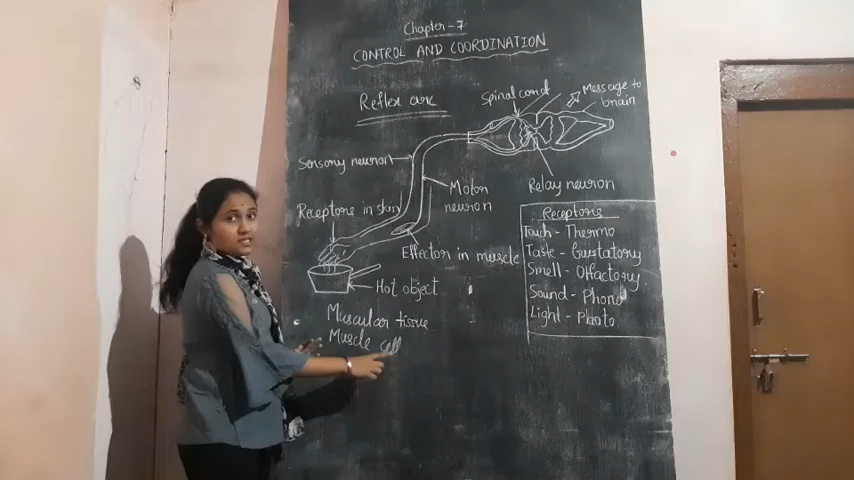 Chapter - 7
CONTROL AND COORDINATION
Reflex arc
Spinal cord
Message to
brain
Sensory neuron
Motor
neuron
Relay neuron
Receptors in skin
Effector in muscle
Hot object
Muscular tissue
Muscle cell
Receptors
Touch - Thermo
Taste - Gustatory
Smell - Olfactory
Sound - Phono
Light - Photo